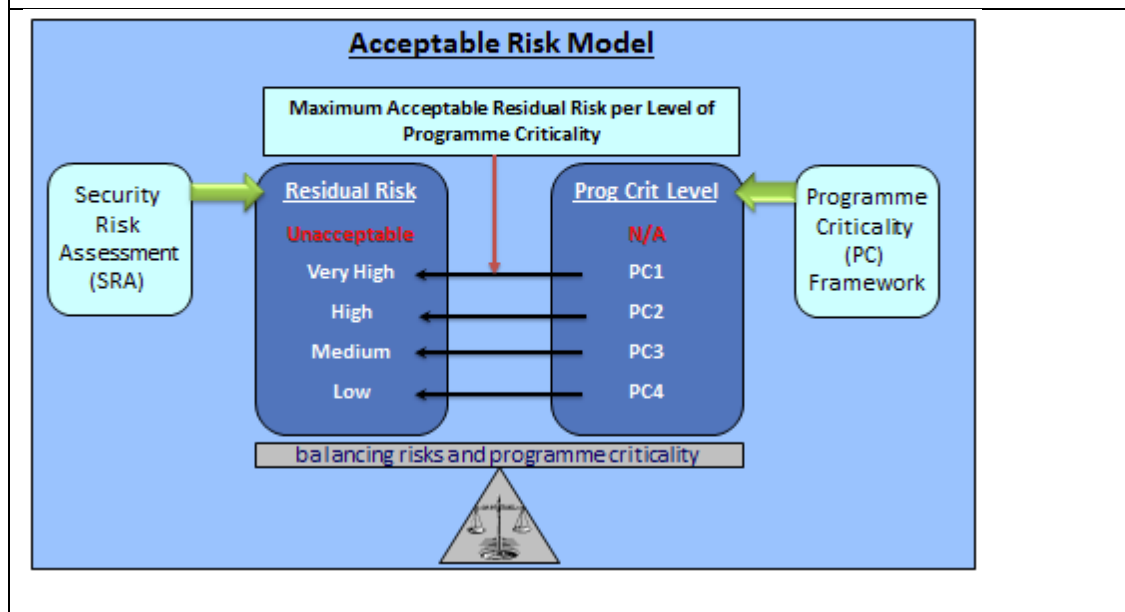 Acceptable Risk Model
Maximum Acceptable Residual Risk per Level of
Programme Criticality
Security
Risk
Assessment
(SRA)
Residual Risk
Unacceptable
Very High
High
Medium
Low
Prog Crit Level
N/A
PC1
PC2
PC3
PC4
Programme
Criticality
(PC)
Framework
balancing risks and programme criticality